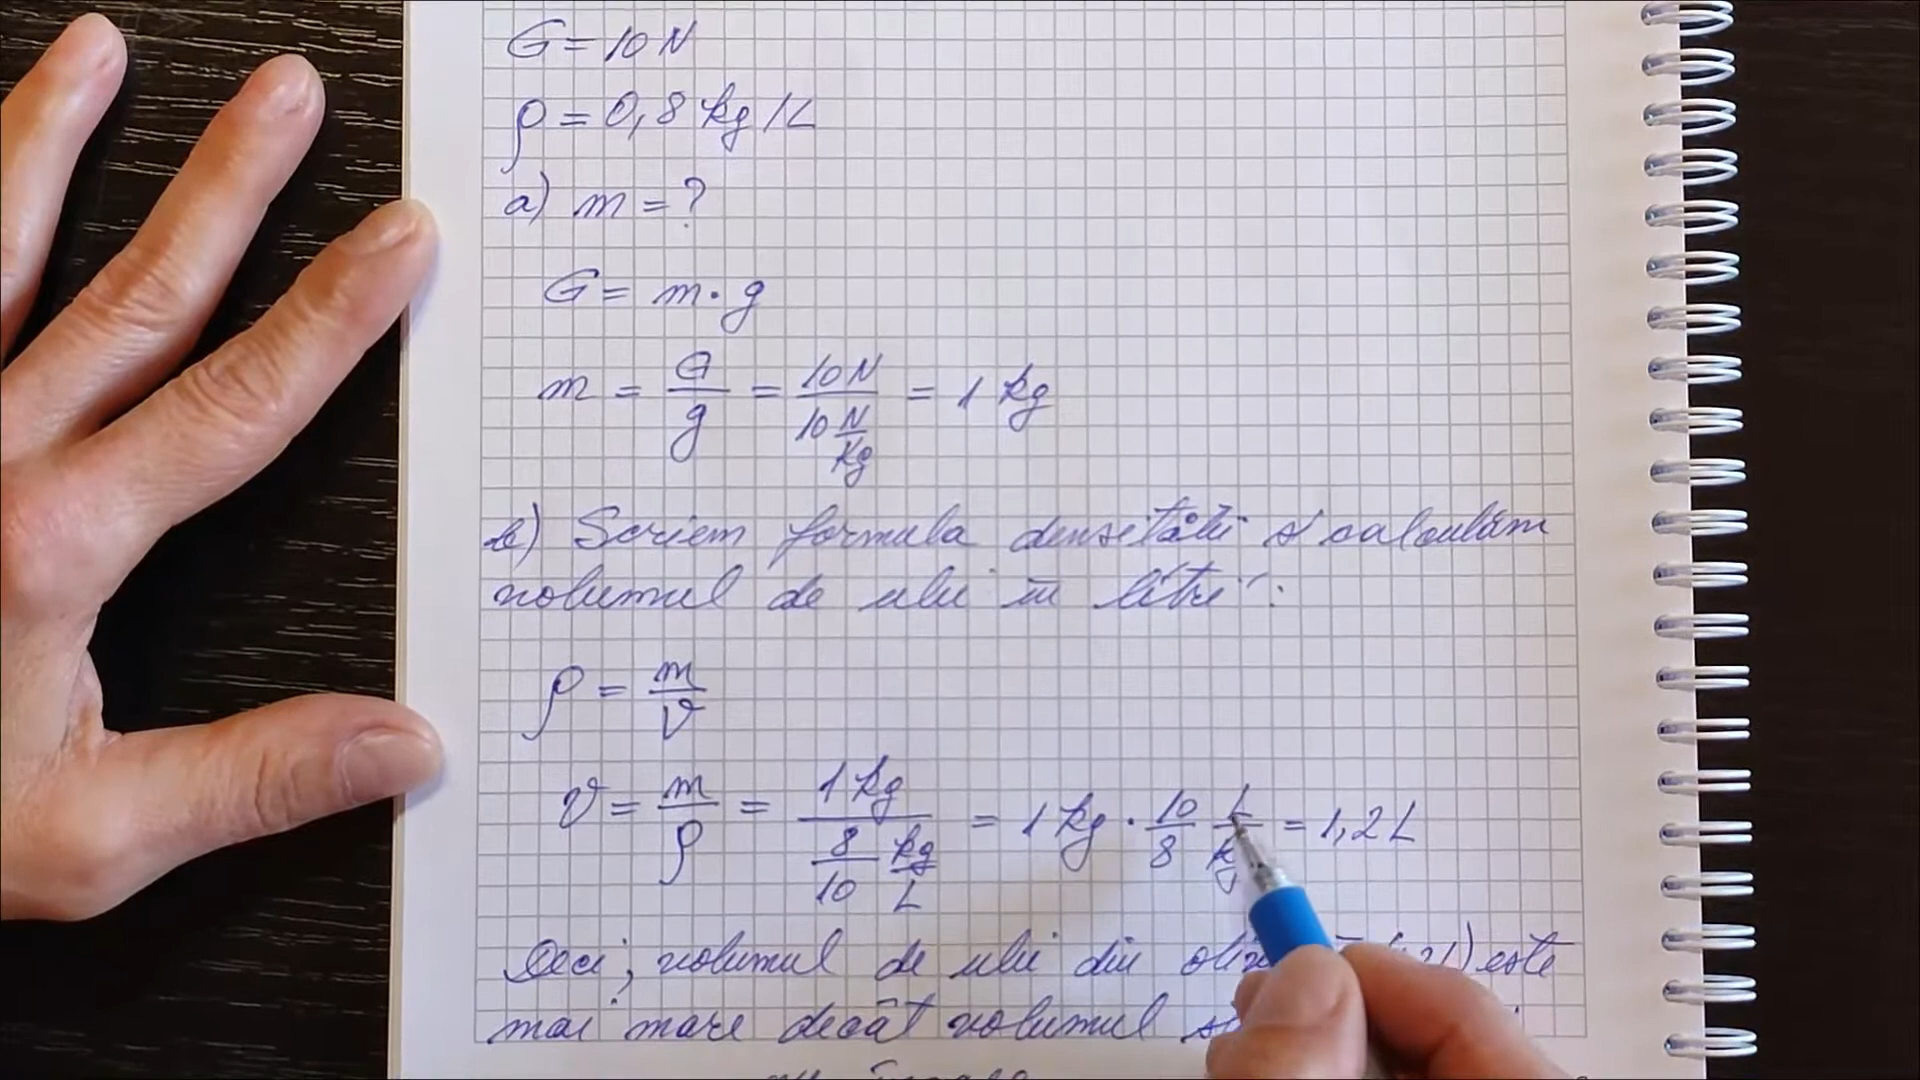 G = 10 N
ρ = 0,8 kg/L
a) m = ?
G = m · g
m = G/g = 10 N / 10 N/kg = 1 kg
b) Scriem formula densității și calculăm
volumul de ulei în litri:
ρ = m/V
V = m/ρ = 1 kg / 8/10 kg/L = 1 kg · 10/8 L/kg = 1,2 L
Deci, volumul de ulei din este
mai mare decât volumul